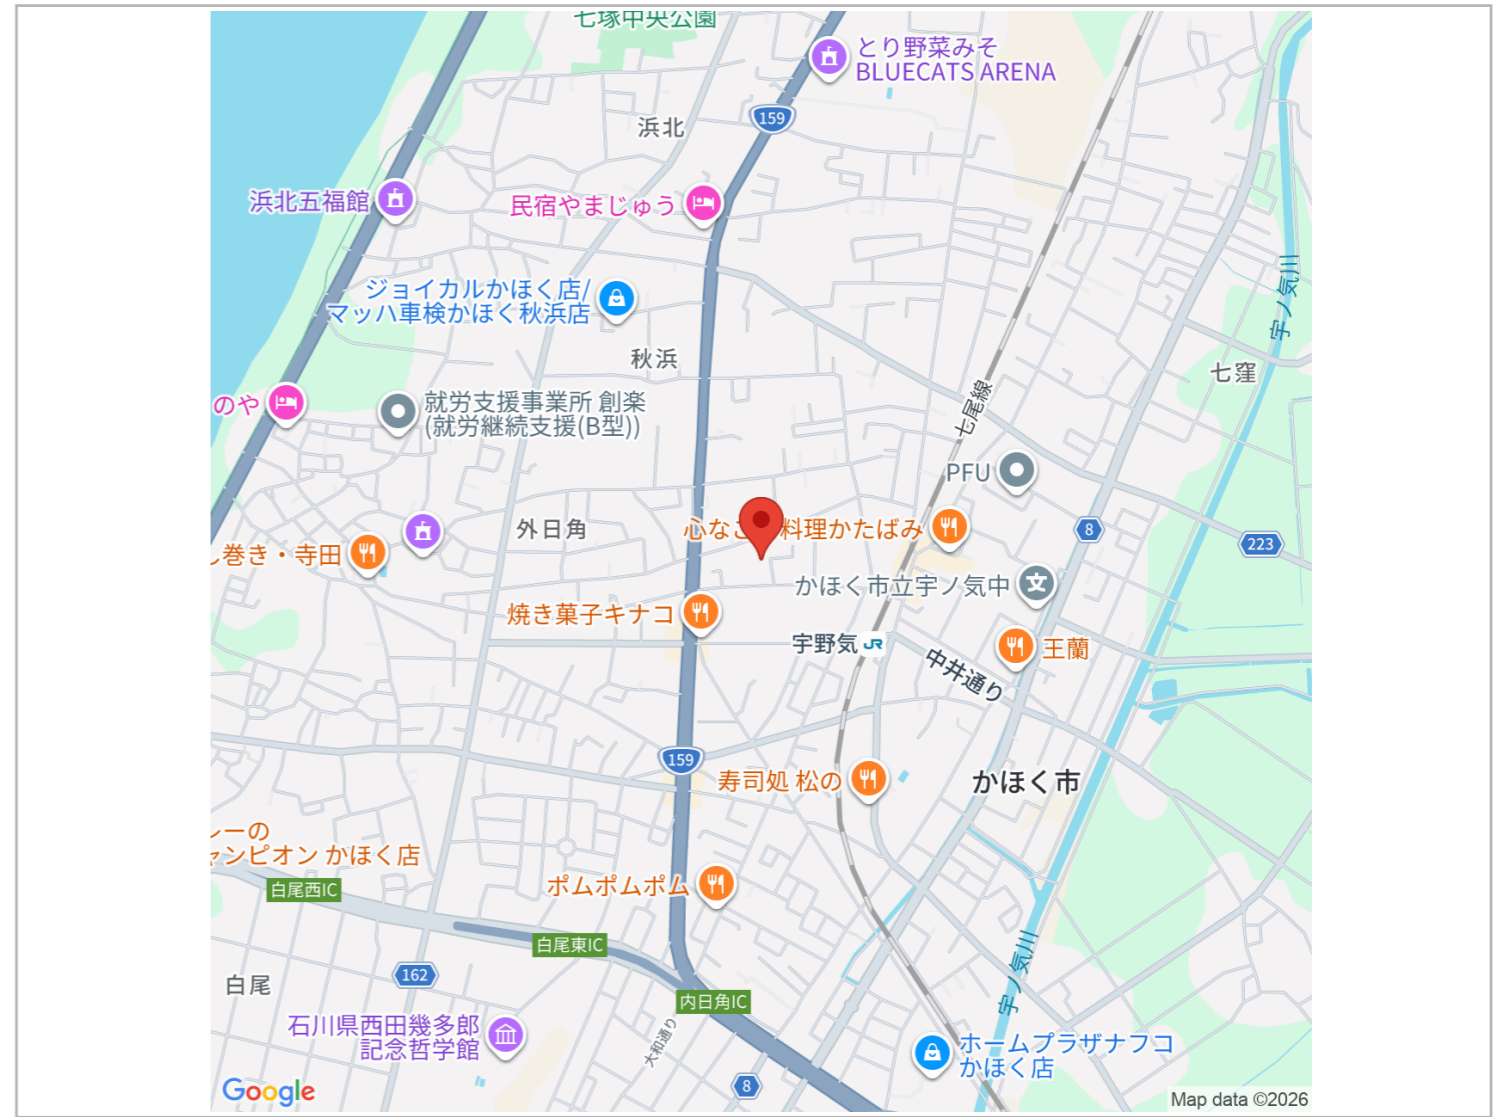 七塚中央公園
とり野菜みそ
BLUECATS ARENA
159
浜北
浜北五福館
民宿やまじゅう
宇ノ気川
ジョイカルかほく店/
マッハ車検かほく秋浜店
秋浜
七窪
七尾線
のや
就労支援事業所 創楽
(就労継続支援(B型))
PFU
外日角
心なご
料理かたばみ
8
223
し巻き・寺田
かほく市立宇ノ気中
焼き菓子キナコ
宇野気 JR
王蘭
中井通り
159
寿司処 松の
かほく市
レーの
ャンピオン かほく店
白尾西IC
ポムポムポム
白尾東IC
宇ノ気川
162
白尾
内日角IC
石川県西田幾多郎
記念哲学館
大和通り
ホームプラザナフコ
かほく店
8
Google
Map data ©2026